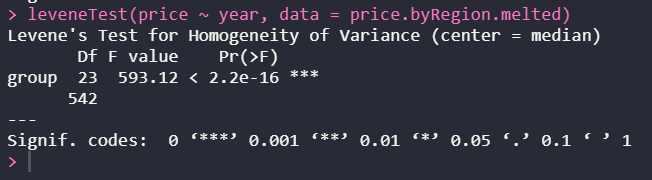 > leveneTest(price ~ year, data = price.byRegion.melted)
Levene's Test for Homogeneity of Variance (center = median)
       Df F value    Pr(>F)
group  23  593.12 < 2.2e-16 ***
      542
---
Signif. codes:  0 ‘***’ 0.001 ‘**’ 0.01 ‘*’ 0.05 ‘.’ 0.1 ‘ ’ 1
>